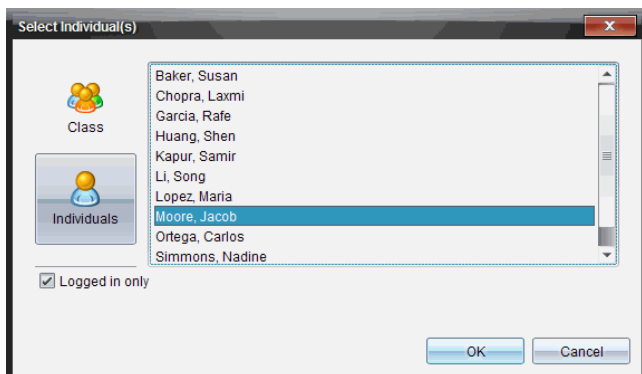 Select Individual(s)
Class
Individuals
Logged in only
Baker, Susan
Chopra, Laxmi
Garcia, Rafe
Huang, Shen
Kapur, Samir
Li, Song
Lopez, Maria
Moore, Jacob
Ortega, Carlos
Simmons, Nadine
OK
Cancel